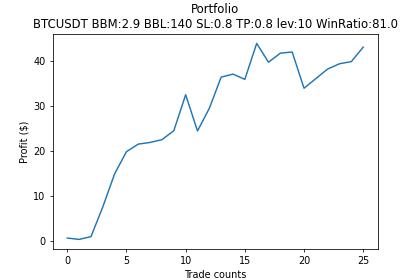 Portfolio
BTCUSDT BBM:2.9 BBL:140 SL:0.8 TP:0.8 lev:10 WinRatio:81.0
Profit ($)
40
30
20
10
0
0 5 10 15 20 25
Trade counts